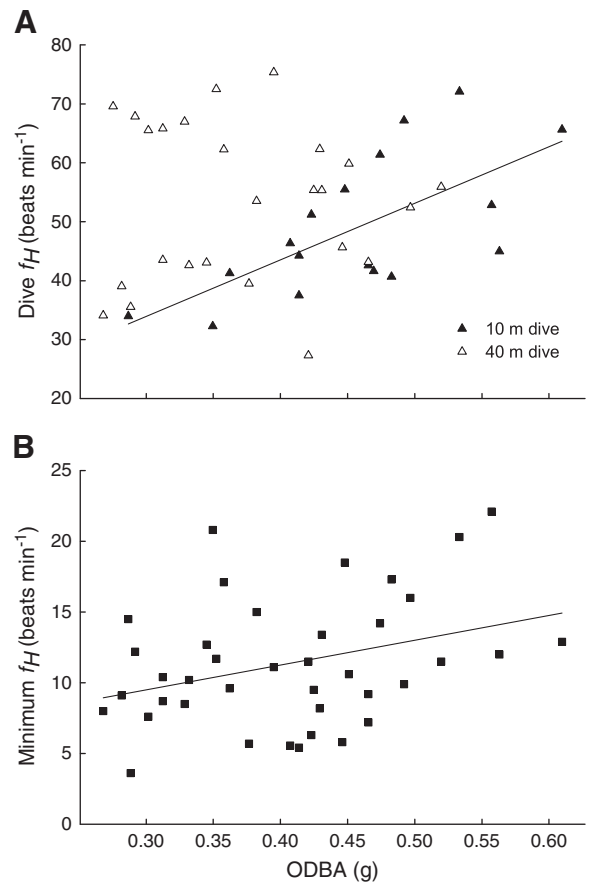 A
80
70
60
50
40
30
20
Dive fH (beats min-1)
▲ 10 m dive
△ 40 m dive
B
25
20
15
10
5
0
Minimum fH (beats min-1)
0.30 0.35 0.40 0.45 0.50 0.55 0.60
ODBA (g)